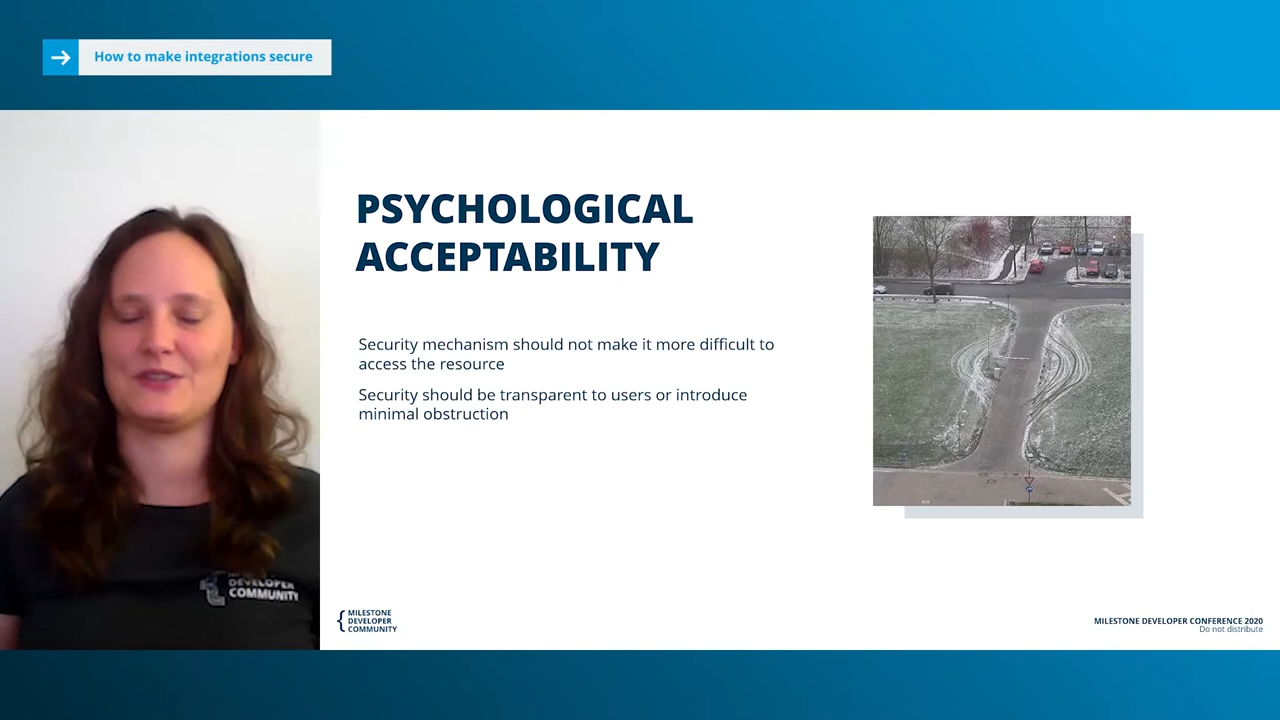 How to make integrations secure
PSYCHOLOGICAL
ACCEPTABILITY
Security mechanism should not make it more difficult to
access the resource
Security should be transparent to users or introduce
minimal obstruction
DEVELOPER
COMMUNITY
MILESTONE
DEVELOPER
COMMUNITY
MILESTONE DEVELOPER CONFERENCE 2020
Do not distribute